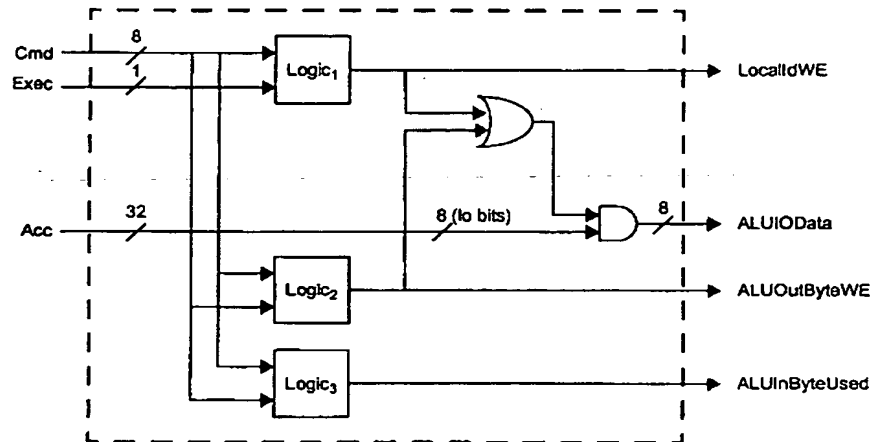 Cmd
8
Exec
1
Logic₁
LocalIdWE
Acc
32
8 (lo bits)
8
ALUIOData
Logic₂
ALUOutByteWE
Logic₃
ALUInByteUsed